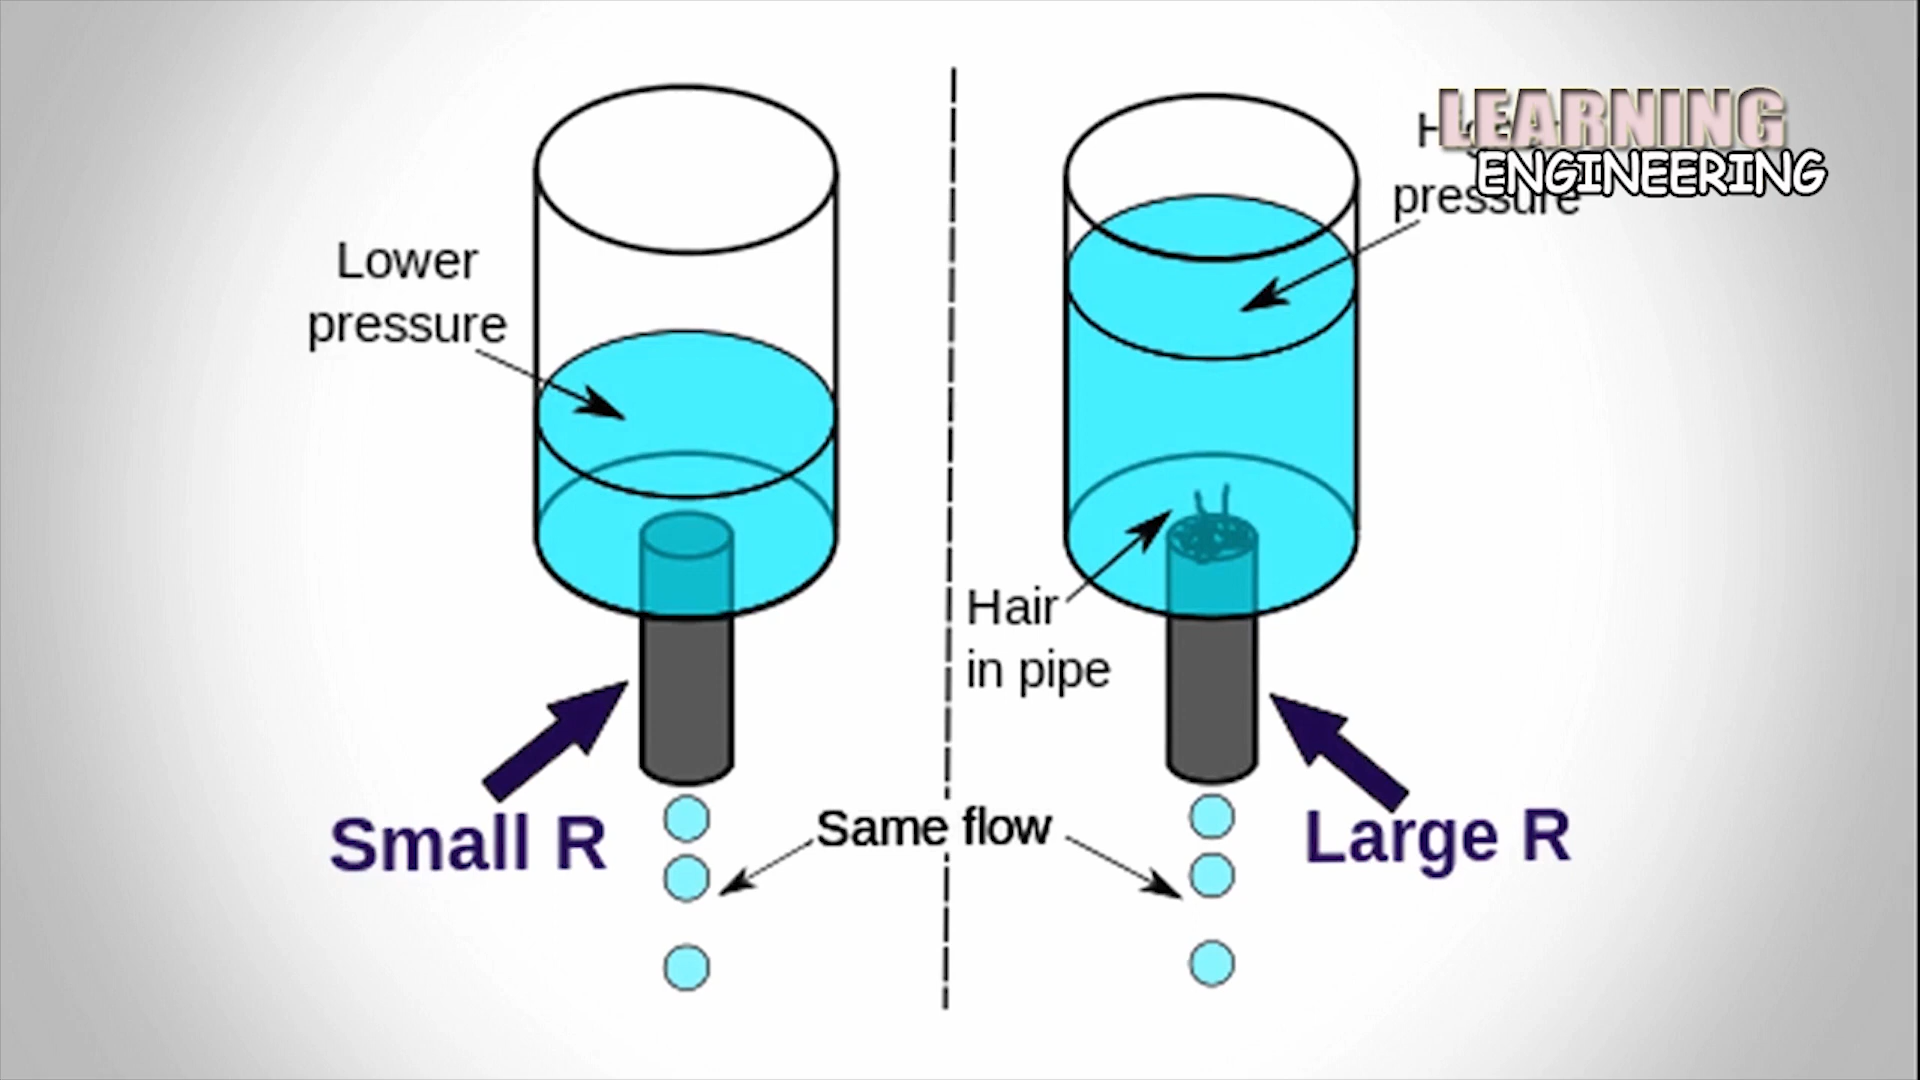 LEARNING
ENGINEERING
pressure
Lower
pressure
Hair
in pipe
Small R
Same flow
Large R